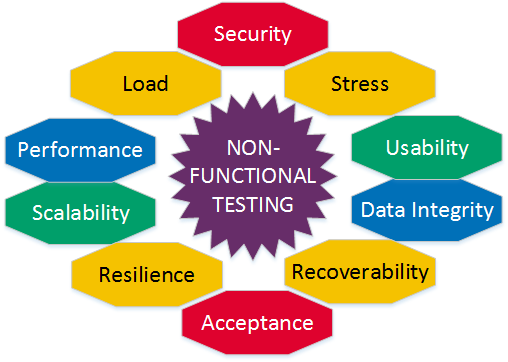 Security
Load
Stress
Performance
NON-
FUNCTIONAL
TESTING
Usability
Scalability
Data Integrity
Resilience
Recoverability
Acceptance